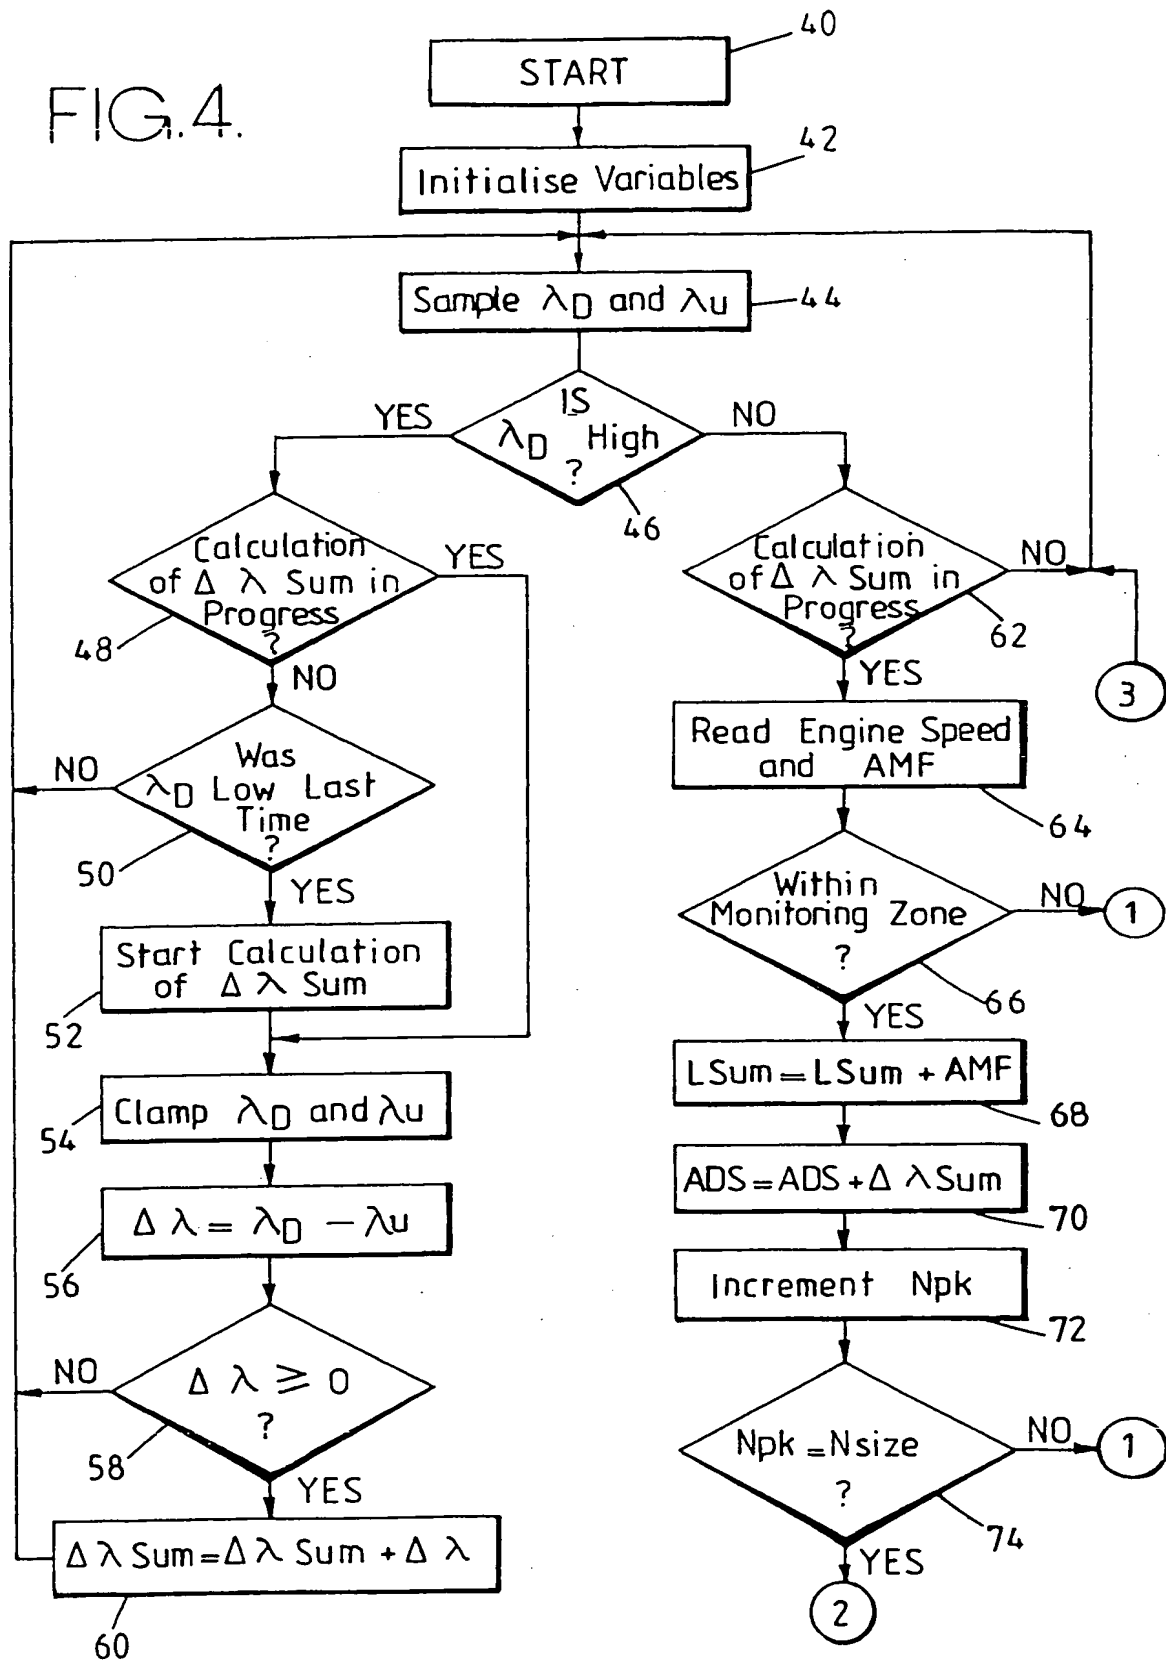 FIG.4.
40
START
42
Initialise Variables
Sample λD and λu
44
IS
λD High
?
YES
NO
46
Calculation
of Δ λ Sum in
Progress
?
YES
48
NO
Was
λD Low Last
Time
?
NO
50
YES
Start Calculation
of Δ λ Sum
52
Clamp λD and λu
54
Δ λ = λD − λu
56
Δ λ ≥ 0
?
NO
58
YES
Δ λ Sum = Δ λ Sum + Δ λ
60
Calculation
of Δ λ Sum in
Progress
?
NO
62
3
YES
Read Engine Speed
and AMF
64
Within
Monitoring Zone
?
NO
1
66
YES
LSum = LSum + AMF
68
ADS = ADS + Δ λ Sum
70
Increment Npk
72
Npk = Nsize
?
NO
1
74
YES
2